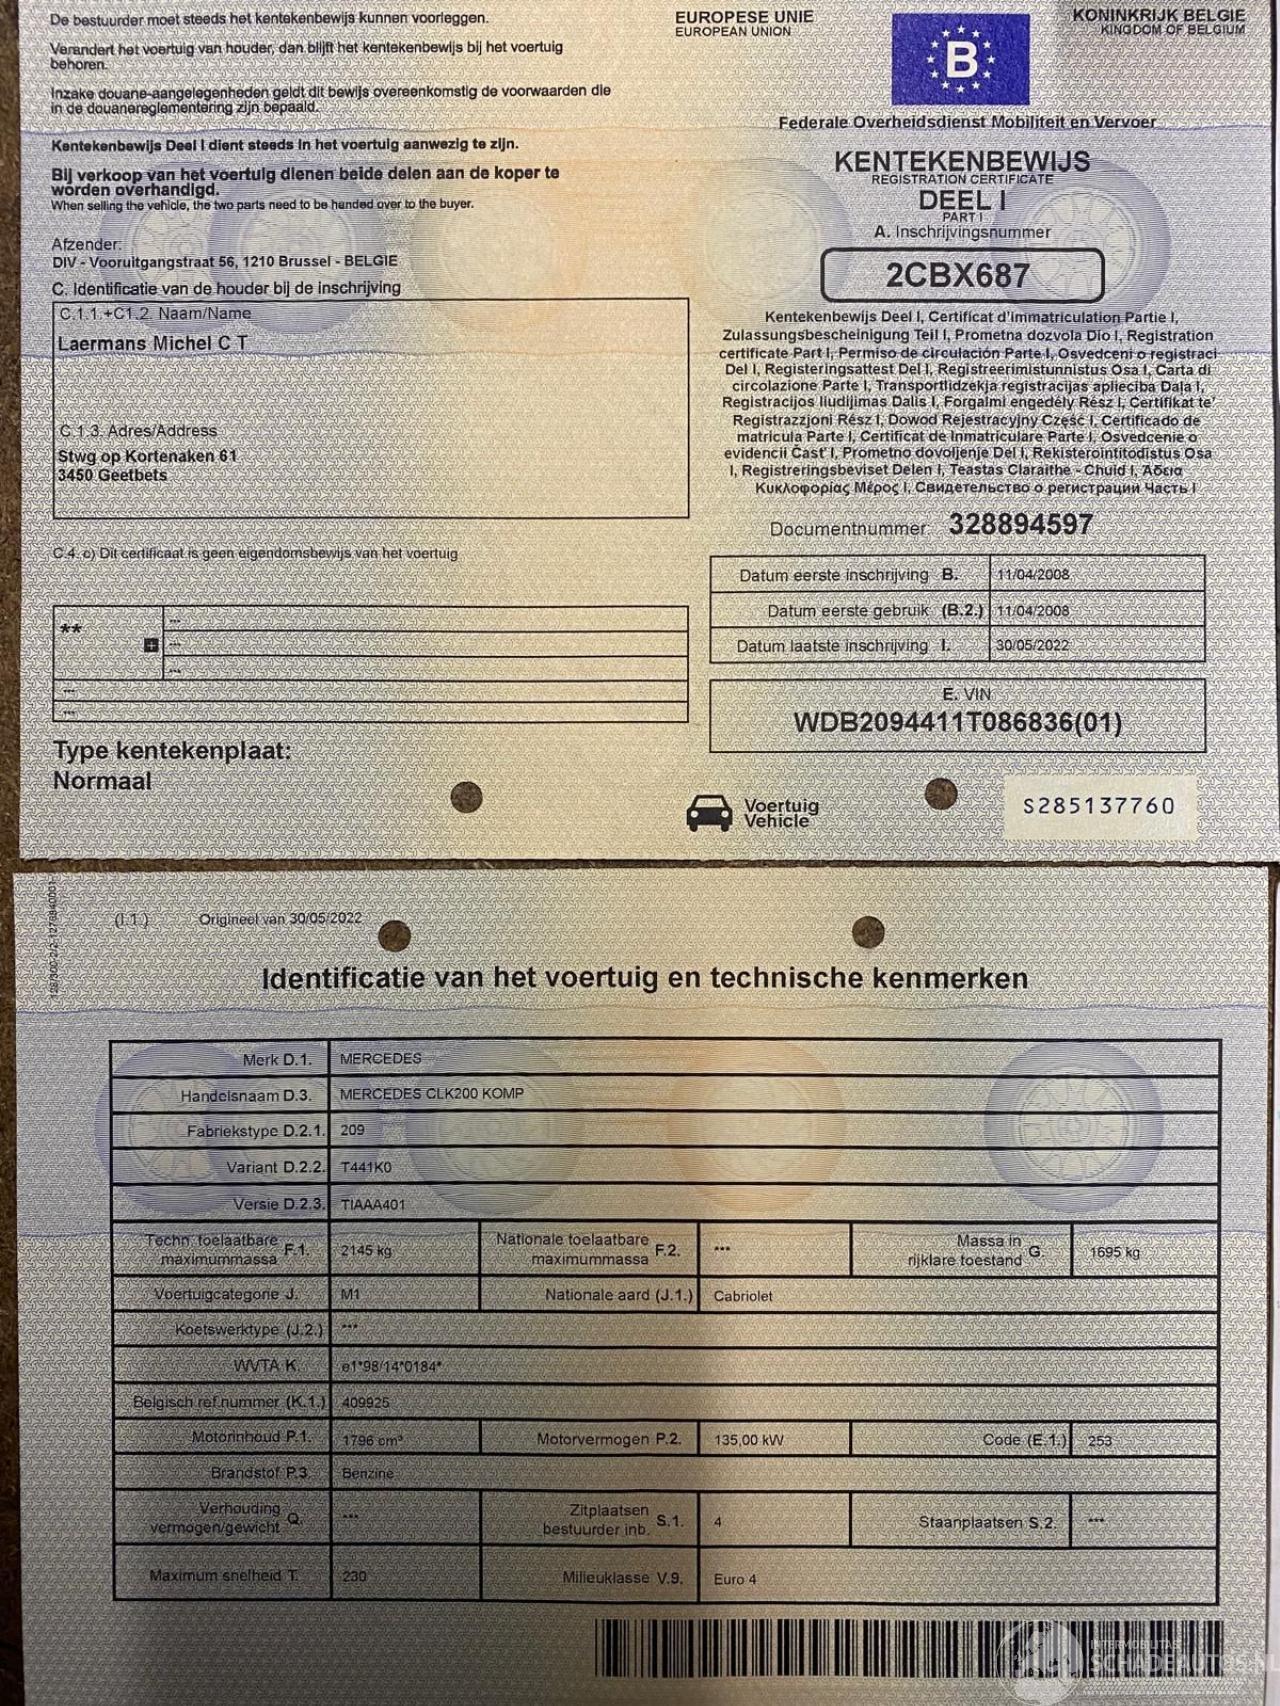 De bestuurder moet steeds het kentekenbewijs kunnen voorleggen.
Verandert het voertuig van houder, dan blijft het kentekenbewijs bij het voertuig
behoren.
Inzake douane-aangelegenheden geldt dit bewijs overeenkomstig de voorwaarden die
in de douanereglementering zijn bepaald.
Kentekenbewijs Deel I dient steeds in het voertuig aanwezig te zijn.
Bij verkoop van het voertuig dienen beide delen aan de koper te
worden overhandigd.
When selling the vehicle, the two parts need to be handed over to the buyer.
Afzender:
DIV - Vooruitgangstraat 56, 1210 Brussel - BELGIE
C. Identificatie van de houder bij de inschrijving
C.1.1.+C1.2. Naam/Name
Laermans Michel C T
C.1.3. Adres/Address
Stwg op Kortenaken 61
3450 Geetbets
C.4. c) Dit certificaat is geen eigendomsbewijs van het voertuig
**
---
---
---
---
---
Type kentekenplaat:
Normaal
EUROPESE UNIE
EUROPEAN UNION
B
KONINKRIJK BELGIE
KINGDOM OF BELGIUM
Federale Overheidsdienst Mobiliteit en Vervoer
KENTEKENBEWIJS
REGISTRATION CERTIFICATE
DEEL I
PART I
A. Inschrijvingsnummer
2CBX687
Kentekenbewijs Deel I, Certificat d'Immatriculation Partie I,
Zulassungsbescheinigung Teil I, Prometna dozvola Dio I, Registration
certificate Part I, Permiso de circulación Parte I, Osvedceni o registraci
Del I, Registeringsattest Del I, Registreerimistunnistus Osa I, Carta di
circolazione Parte I, Transportlidzekja registracijas aplieciba Dala I,
Registracijos liudijimas Dalis I, Forgalmi engedély Rész I, Certifikat te'
Registrazzjoni Rész I, Dowod Rejestracyjny Część I, Certificado de
matricula Parte I, Certificat de Inmatriculare Parte I, Osvedcenie o
evidencii Čast' I, Prometno dovoljenje Del I, Rekisterointitodistus Osa
I, Registreringsbeviset Delen I, Teastas Claraithe - Chuid I, Άδεια
Κυκλοφορίας Μέρος I, Свидетельство о регистрации Часть I
Documentnummer: 328894597
Datum eerste inschrijving B. 11/04/2008
Datum eerste gebruik (B.2.) 11/04/2008
Datum laatste inschrijving I. 30/05/2022
E. VIN
WDB2094411T086836(01)
Voertuig
Vehicle
S285137760
(I.1.) Origineel van 30/05/2022
Identificatie van het voertuig en technische kenmerken
Merk D.1. MERCEDES
Handelsnaam D.3. MERCEDES CLK200 KOMP
Fabriekstype D.2.1. 209
Variant D.2.2. T441K0
Versie D.2.3. TIAAA401
Techn. toelaatbare maximummassa F.1. 2145 kg Nationale toelaatbare maximummassa F.2. *** Massa in rijklare toestand G. 1695 kg
Voertuigcategorie J. M1 Nationale aard (J.1.) Cabriolet
Koetswerktype (J.2.) ***
WVTA K. e1*98/14*0184*
Belgisch ref.nummer (K.1.) 409925
Motorinhoud P.1. 1796 cm³ Motorvermogen P.2. 135,00 kW Code (E.1.) 253
Brandstof P.3. Benzine
Verhouding vermogen/gewicht Q. *** Zitplaatsen bestuurder inb. S.1. 4 Staanplaatsen S.2. ***
Maximum snelheid T. 230 Milieuklasse V.9. Euro 4
SCHADEAUTOS.NL